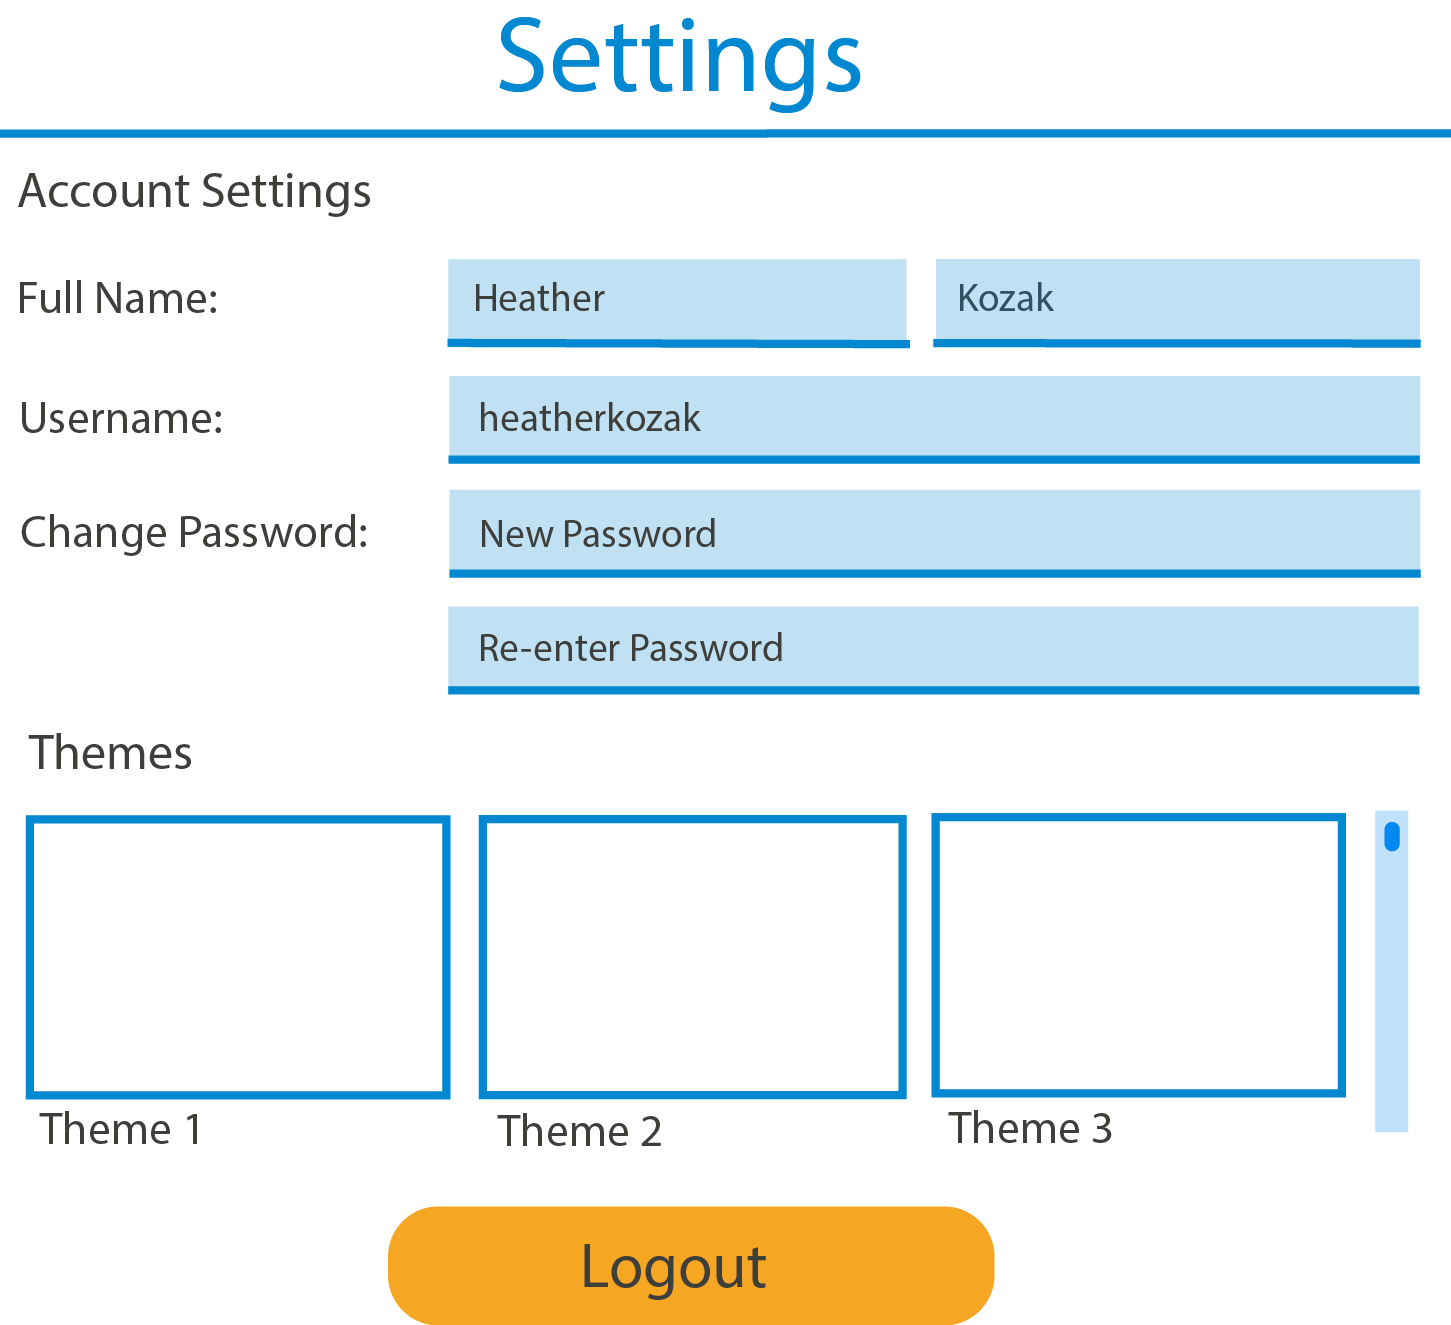 Settings
Account Settings
Full Name: Heather Kozak
Username: heatherkozak
Change Password: New Password
Re-enter Password
Themes
Theme 1 Theme 2 Theme 3
Logout